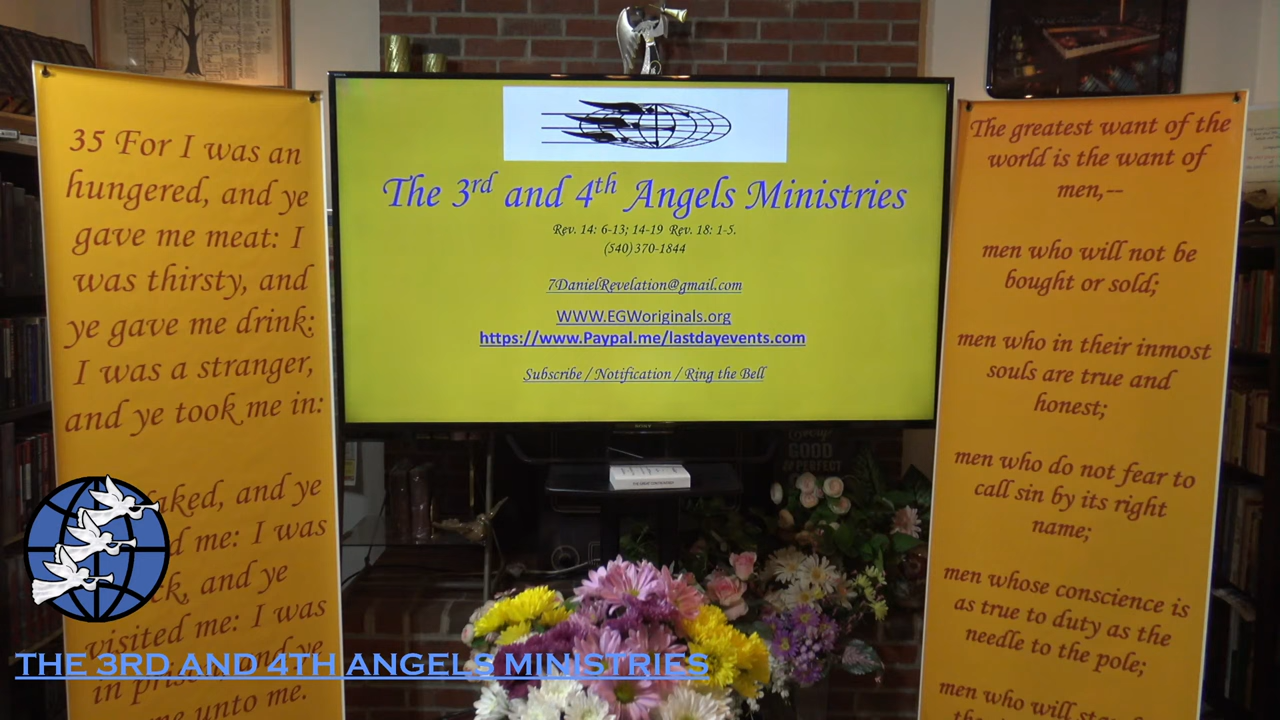 35 For I was an
hungered, and ye
gave me meat: I
was thirsty, and
ye gave me drink:
I was a stranger,
and ye took me in:
and ye
me: I was
and ye
visited me: I was
in and ye
unto me.
The 3rd and 4th Angels Ministries
Rev. 14: 6-13; 14-19 Rev. 18: 1-5.
(540) 370-1844
7DanielRevelation@gmail.com
WWW.EGWoriginals.org
https://www.Paypal.me/lastdayevents.com
Subscribe / Notification / Ring the Bell
The greatest want of the
world is the want of
men,--
men who will not be
bought or sold;
men who in their inmost
souls are true and
honest;
men who do not fear to
call sin by its right
name;
men whose conscience is
as true to duty as the
needle to the pole;
men who will
GOOD
THE 3RD AND 4TH ANGELS MINISTRIES